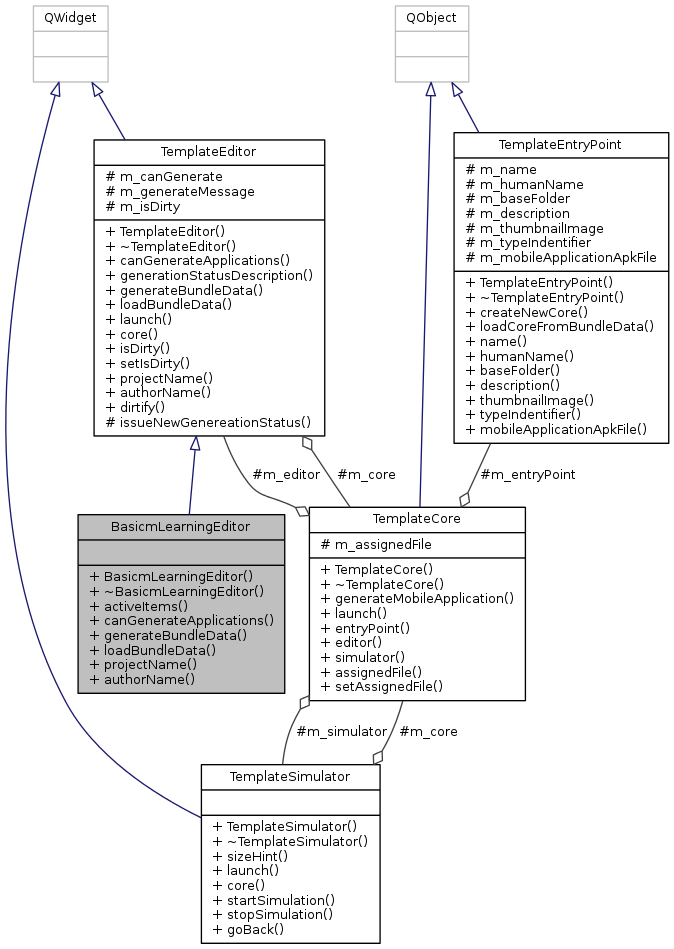 QWidget
QObject
TemplateEditor
# m_canGenerate
# m_generateMessage
# m_isDirty
+ TemplateEditor()
+ ~TemplateEditor()
+ canGenerateApplications()
+ generationStatusDescription()
+ generateBundleData()
+ loadBundleData()
+ launch()
+ core()
+ isDirty()
+ setIsDirty()
+ projectName()
+ authorName()
+ dirtify()
# issueNewGenereationStatus()
TemplateEntryPoint
# m_name
# m_humanName
# m_baseFolder
# m_description
# m_thumbnailImage
# m_typeIndentifier
# m_mobileApplicationApkFile
+ TemplateEntryPoint()
+ ~TemplateEntryPoint()
+ createNewCore()
+ loadCoreFromBundleData()
+ name()
+ humanName()
+ baseFolder()
+ description()
+ thumbnailImage()
+ typeIndentifier()
+ mobileApplicationApkFile()
#m_editor
#m_core
#m_entryPoint
BasicmLearningEditor
+ BasicmLearningEditor()
+ ~BasicmLearningEditor()
+ activeItems()
+ canGenerateApplications()
+ generateBundleData()
+ loadBundleData()
+ projectName()
+ authorName()
TemplateCore
# m_assignedFile
+ TemplateCore()
+ ~TemplateCore()
+ generateMobileApplication()
+ launch()
+ entryPoint()
+ editor()
+ simulator()
+ assignedFile()
+ setAssignedFile()
#m_simulator
#m_core
TemplateSimulator
+ TemplateSimulator()
+ ~TemplateSimulator()
+ sizeHint()
+ launch()
+ core()
+ startSimulation()
+ stopSimulation()
+ goBack()